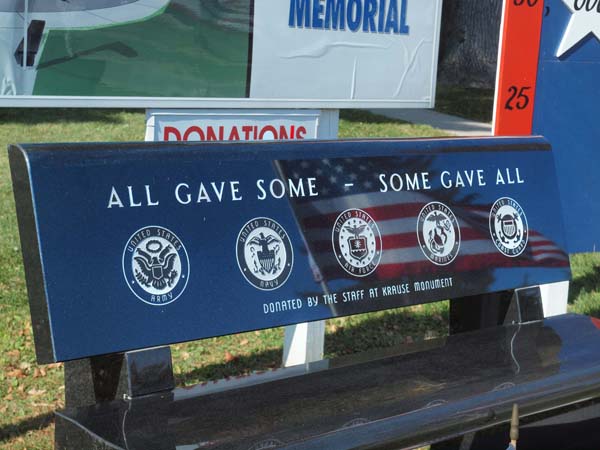 MEMORIAL
25
DONATIONS
ALL GAVE SOME - SOME GAVE ALL
UNITED STATES
ARMY
UNITED STATES
NAVY
UNITED STATES
AIR FORCE
UNITED STATES
MARINES
UNITED STATES
COAST GUARD
DONATED BY THE STAFF AT KRAUSE MONUMENT